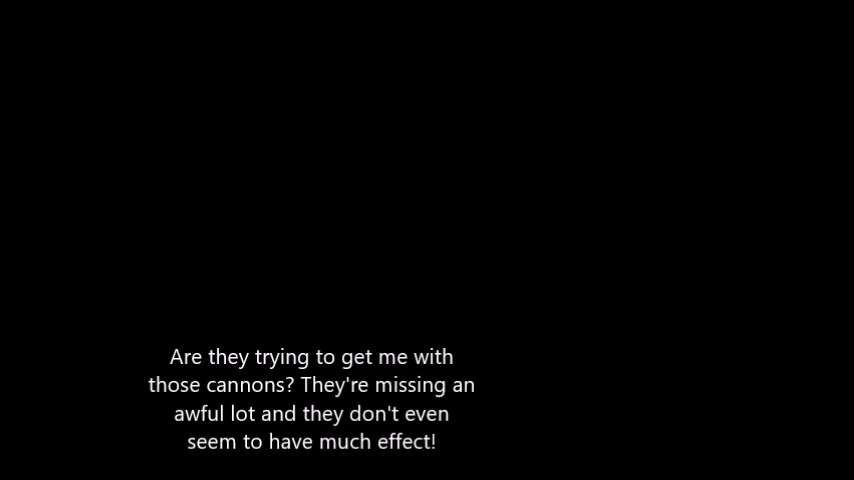 Are they trying to get me with
those cannons? They're missing an
awful lot and they don't even
seem to have much effect!